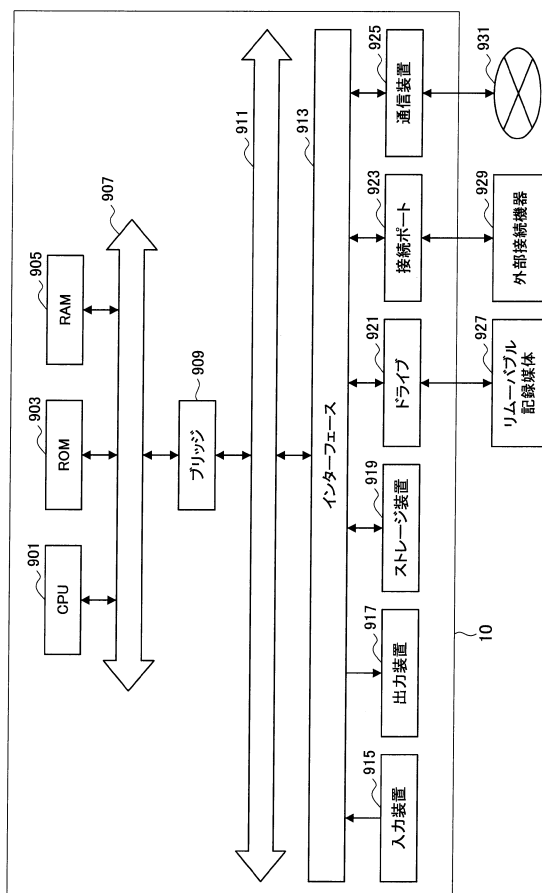 901
CPU
903
ROM
905
RAM
907
909
ブリッジ
911
913
インターフェース
915
入力装置
917
出力装置
919
ストレージ装置
921
ドライブ
923
接続ポート
925
通信装置
10
927
リムーバブル
記録媒体
929
外部接続機器
931